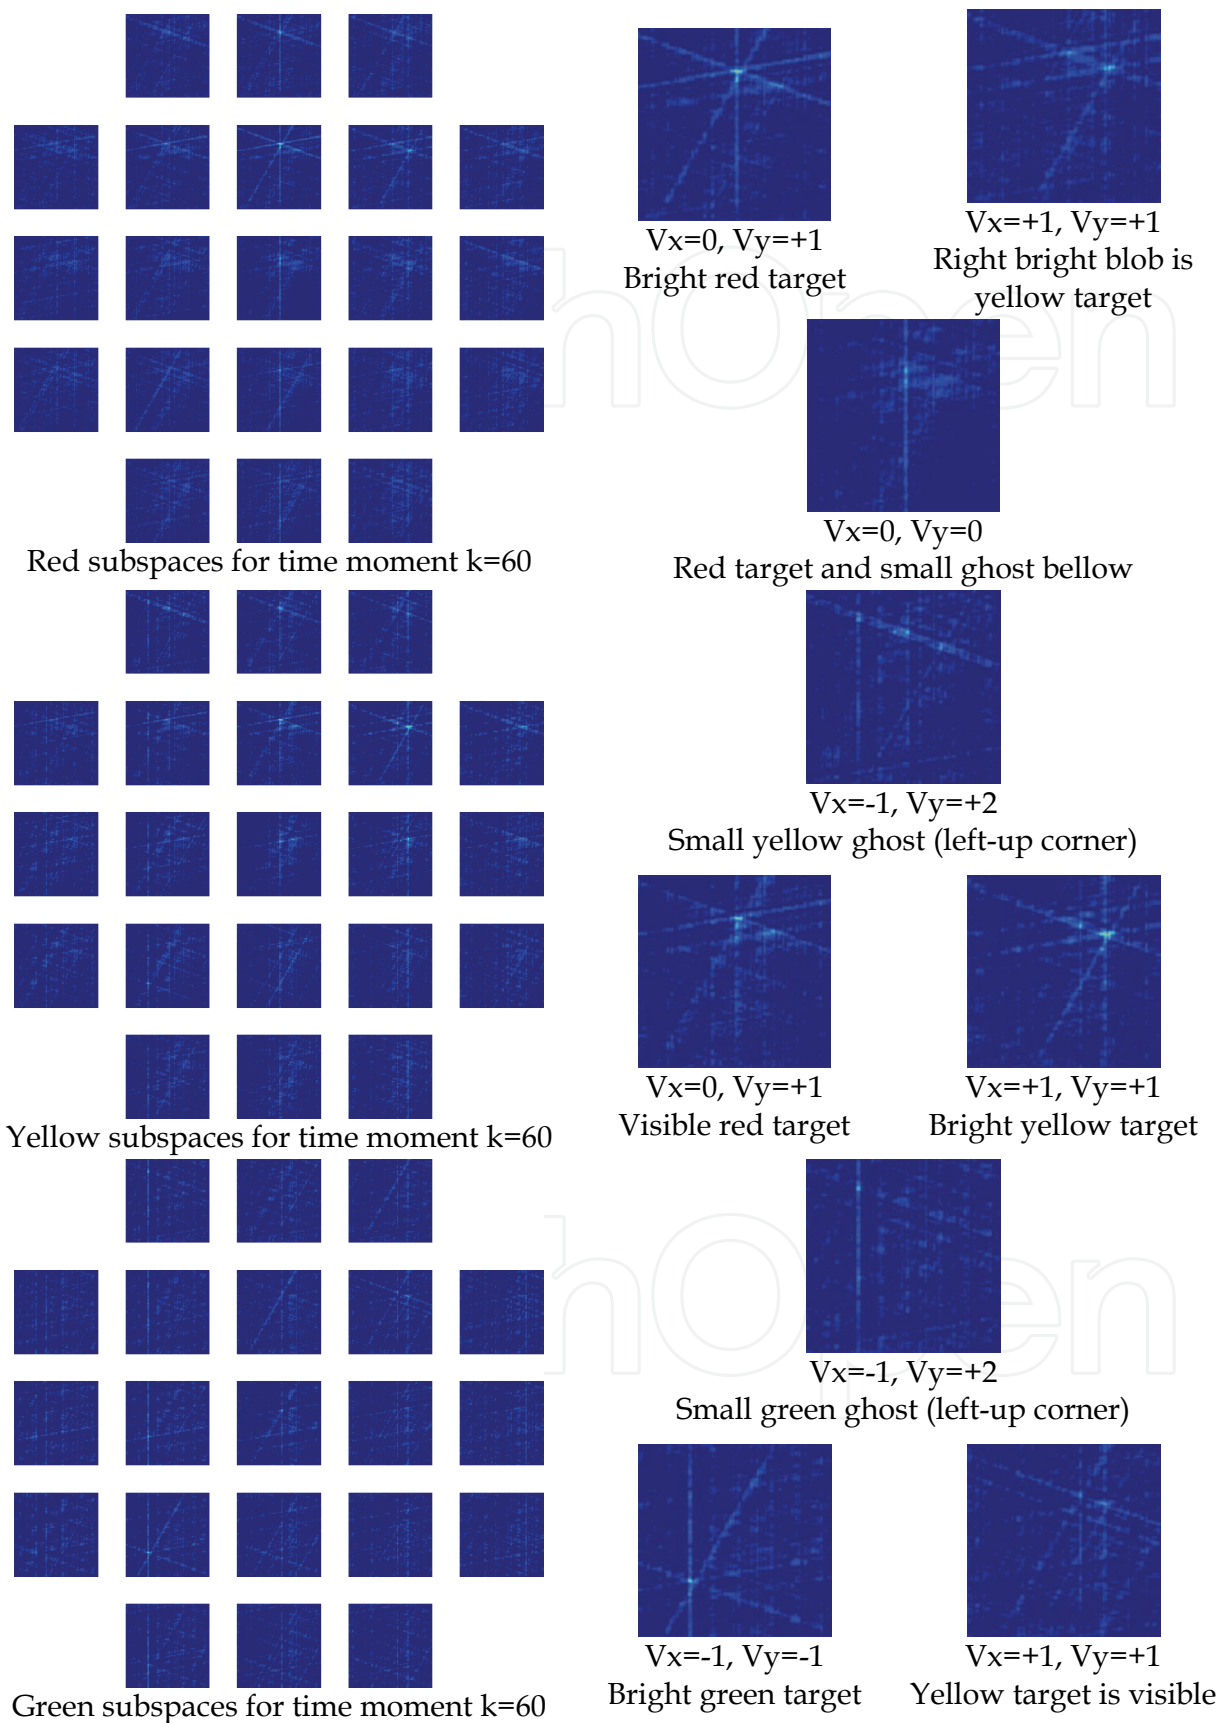 Vx=0, Vy=+1
Bright red target
Vx=+1, Vy=+1
Right bright blob is
yellow target
Vx=0, Vy=0
Red target and small ghost bellow
Red subspaces for time moment k=60
Vx=-1, Vy=+2
Small yellow ghost (left-up corner)
Vx=0, Vy=+1
Visible red target
Vx=+1, Vy=+1
Bright yellow target
Yellow subspaces for time moment k=60
Vx=-1, Vy=+2
Small green ghost (left-up corner)
Vx=-1, Vy=-1
Bright green target
Vx=+1, Vy=+1
Yellow target is visible
Green subspaces for time moment k=60